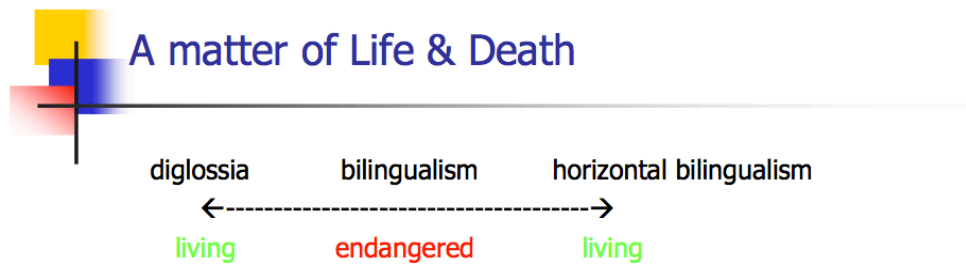 A matter of Life & Death
diglossia bilingualism horizontal bilingualism
←--------------------------------------→
living endangered living